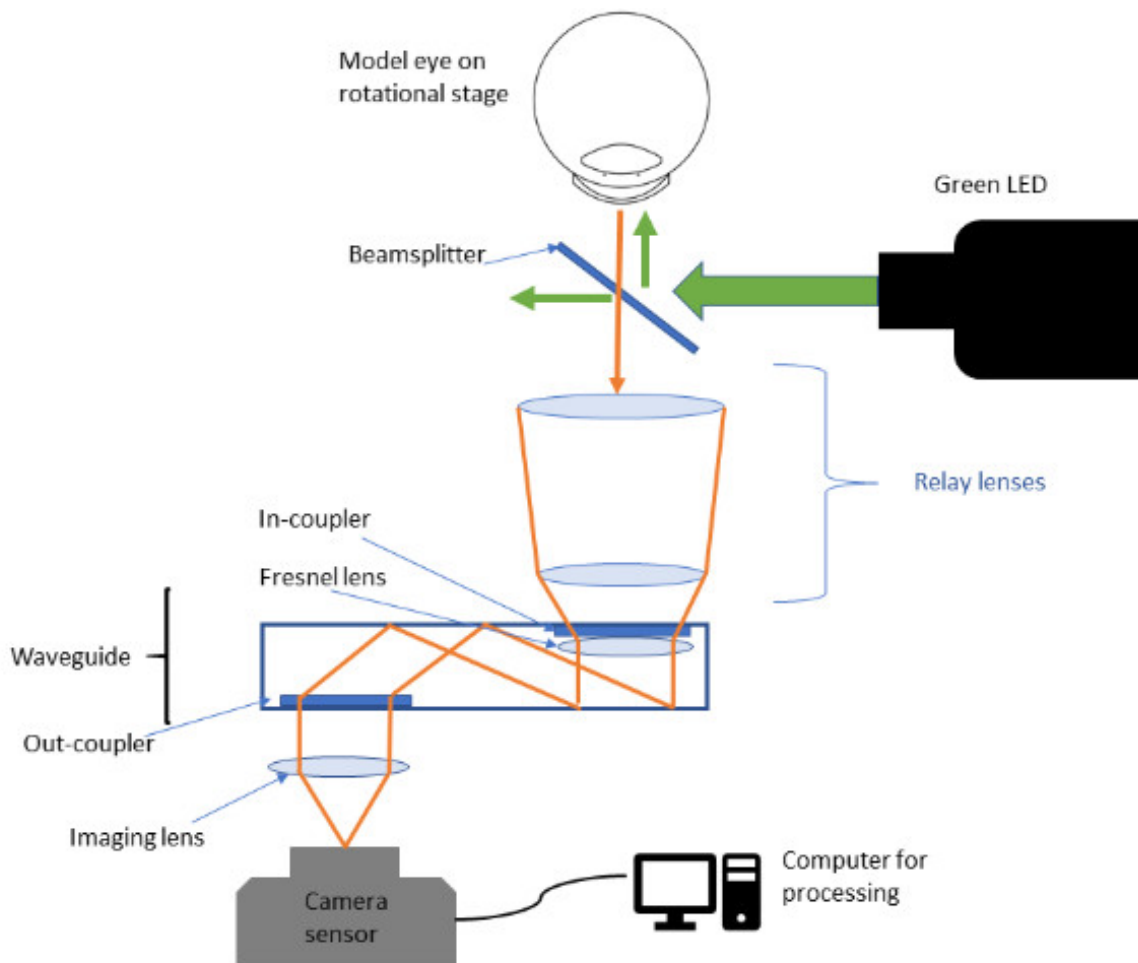 Model eye on
rotational stage
Green LED
Beamsplitter
Relay lenses
In-coupler
Fresnel lens
Waveguide
Out-coupler
Imaging lens
Computer for
processing
Camera
sensor